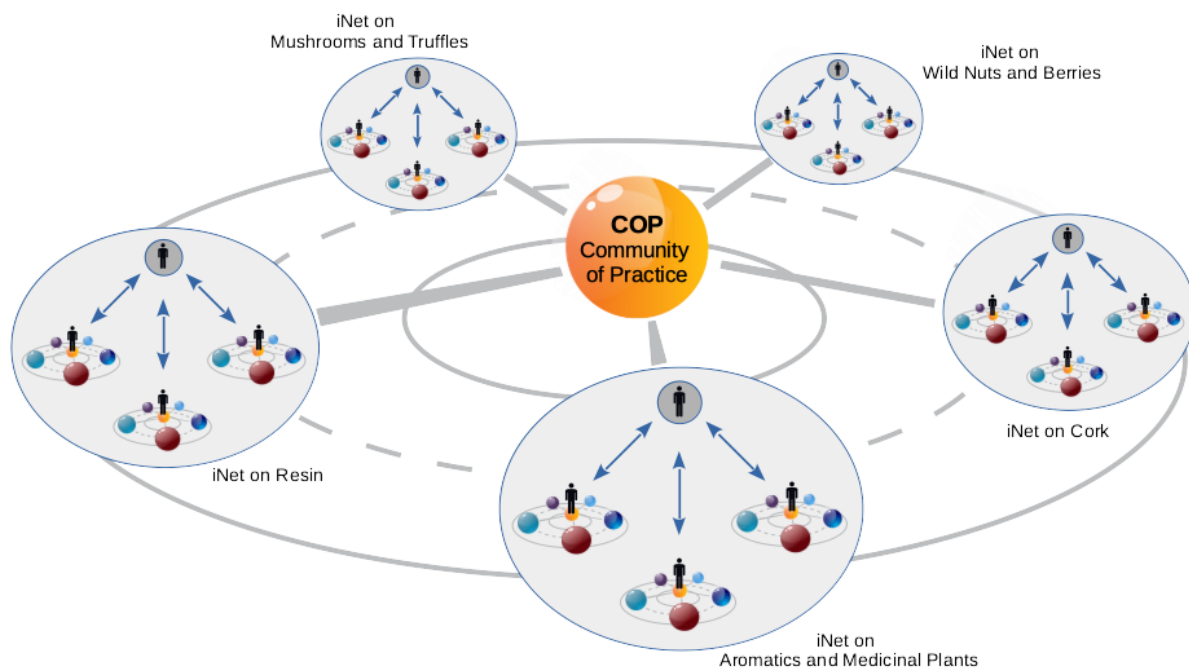 iNet on
Mushrooms and Truffles
iNet on
Wild Nuts and Berries
COP
Community
of Practice
iNet on Cork
iNet on Resin
iNet on
Aromatics and Medicinal Plants